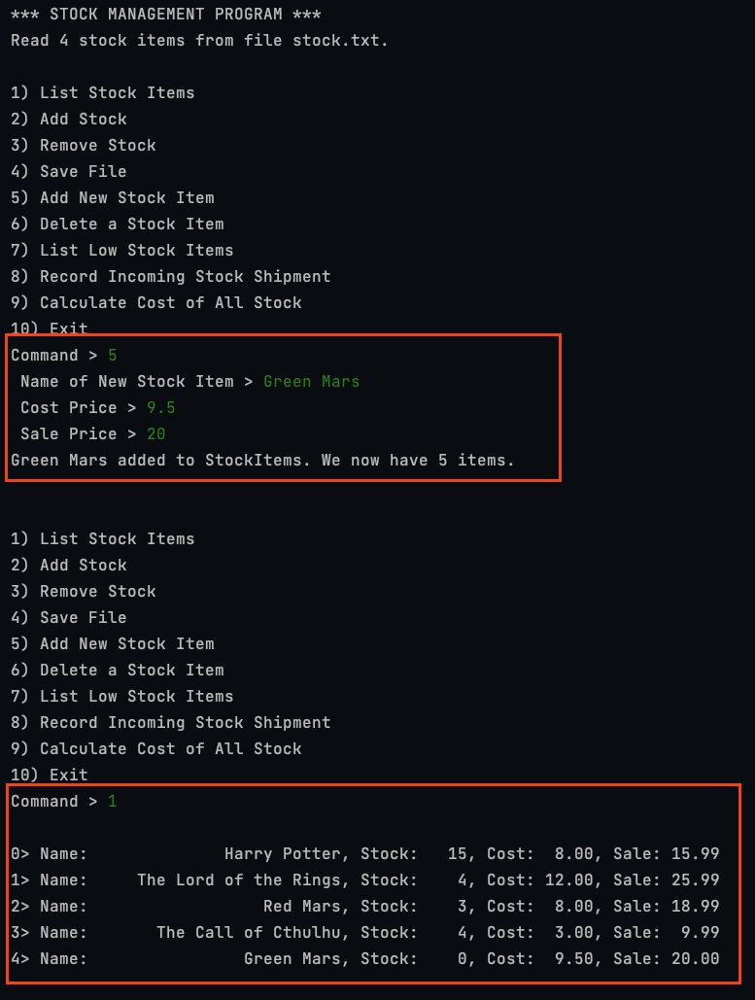 *** STOCK MANAGEMENT PROGRAM ***
Read 4 stock items from file stock.txt.
1) List Stock Items
2) Add Stock
3) Remove Stock
4) Save File
5) Add New Stock Item
6) Delete a Stock Item
7) List Low Stock Items
8) Record Incoming Stock Shipment
9) Calculate Cost of All Stock
10) Exit
Command > 5
Name of New Stock Item > Green Mars
Cost Price > 9.5
Sale Price > 20
Green Mars added to StockItems. We now have 5 items.
1) List Stock Items
2) Add Stock
3) Remove Stock
4) Save File
5) Add New Stock Item
6) Delete a Stock Item
7) List Low Stock Items
8) Record Incoming Stock Shipment
9) Calculate Cost of All Stock
10) Exit
Command > 1
0> Name:              Harry Potter, Stock:   15, Cost:  8.00, Sale: 15.99
1> Name:     The Lord of the Rings, Stock:    4, Cost: 12.00, Sale: 25.99
2> Name:                  Red Mars, Stock:    3, Cost:  8.00, Sale: 18.99
3> Name:       The Call of Cthulhu, Stock:    4, Cost:  3.00, Sale:  9.99
4> Name:                Green Mars, Stock:    0, Cost:  9.50, Sale: 20.00